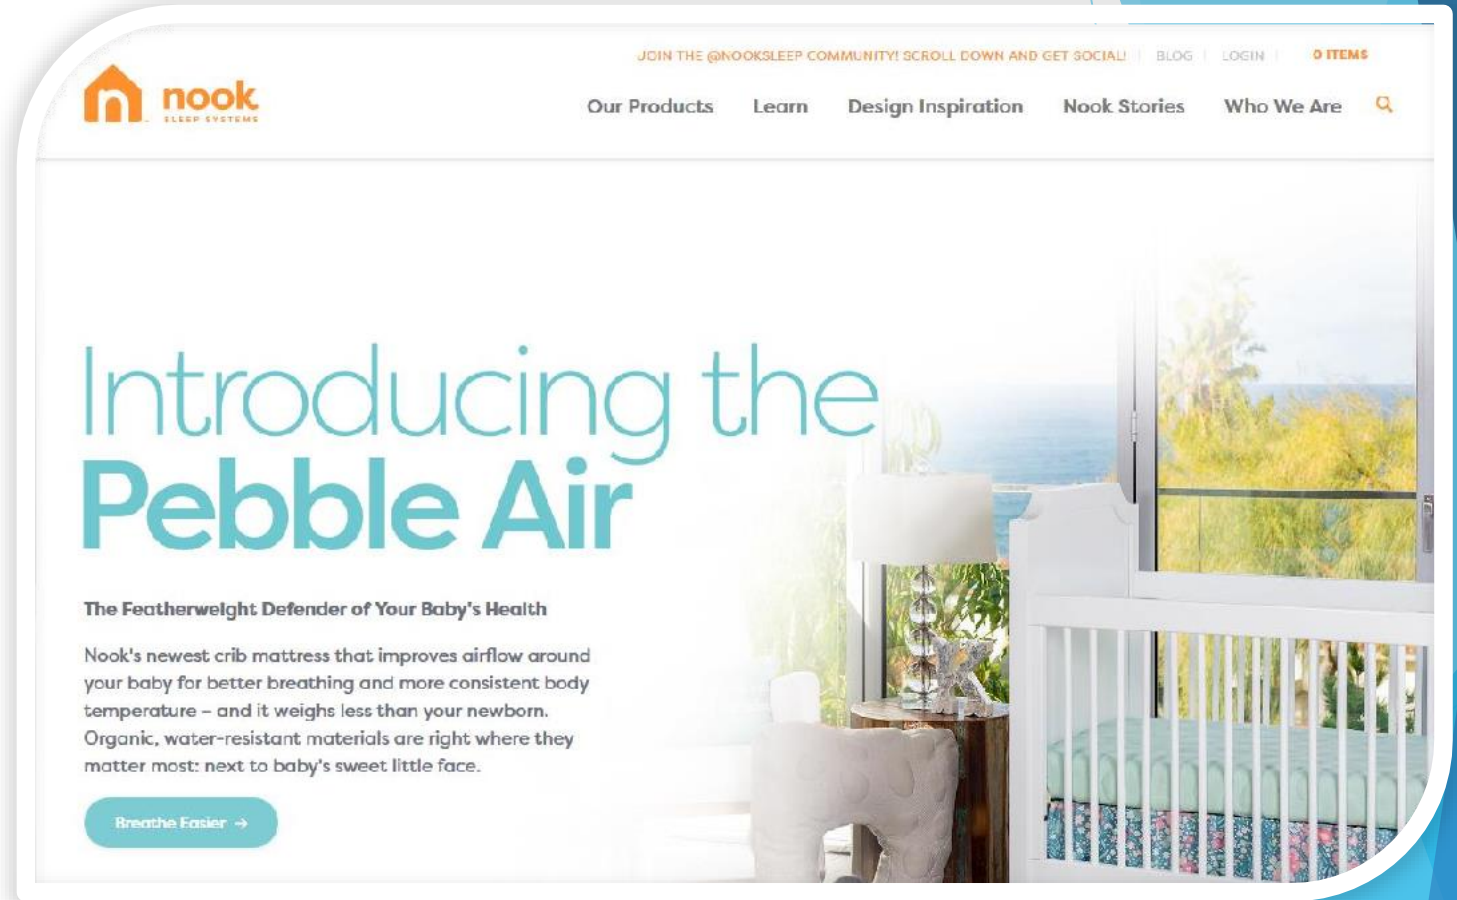 JOIN THE @NOOKSLEEP COMMUNITY! SCROLL DOWN AND GET SOCIAL! | BLOG | LOGIN | 0 ITEMS
nook
SLEEP SYSTEMS
Our Products Learn Design Inspiration Nook Stories Who We Are
Introducing the
Pebble Air
The Featherweight Defender of Your Baby's Health
Nook's newest crib mattress that improves airflow around
your baby for better breathing and more consistent body
temperature – and it weighs less than your newborn.
Organic, water-resistant materials are right where they
matter most: next to baby's sweet little face.
Breathe Easier →